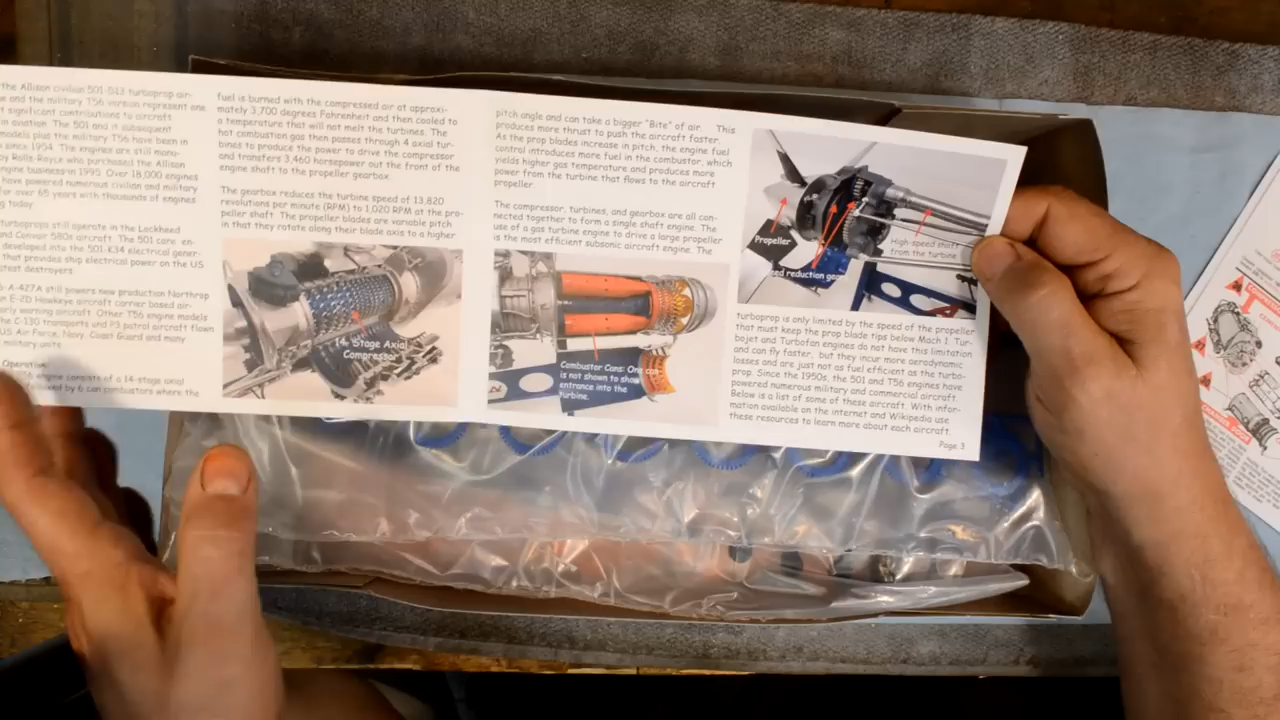 the Allison civilian 501-D13 turboprop air-
and the military T56 version represent one
significant contributions to aircraft
in aviation. The 501 and it subsequent
models plus the military T56 have been in
since 1954. The engines are still
by Rolls-Royce who purchased the Allison
engine business in 1995. Over 18,000 engines
have powered numerous civilian and military
for over 65 years with thousands of engines
today.
turboprops still operate in the Lockheed
and Convair 580s aircraft. The 501 core
developed into the 501-K34 electrical gener-
that provides ship electrical power on the US
destroyers.
A-427A still powers new production Northrop
E-2D Hawkeye aircraft carrier based air-
early warning aircraft. Other T56 engine models
the C-130 transports and P3 patrol aircraft flown
US Air Force, Navy, Coast Guard and many
military units
Operation
engine consists of a 14-stage axial
followed by 6 can combustors where the
fuel is burned with the compressed air at approxi-
mately 3,700 degrees Fahrenheit and then cooled to
a temperature that will not melt the turbines. The
hot combustion gas then passes through 4 axial tur-
bines to produce the power to drive the compressor
and transfers 3,460 horsepower out the front of the
engine shaft to the propeller gearbox.
The gearbox reduces the turbine speed of 13,820
revolutions per minute (RPM) to 1,020 RPM at the pro-
peller shaft. The propeller blades are variable pitch
in that they rotate along their blade axis to a higher
14 Stage Axial
Compressor
pitch angle and can take a bigger "Bite" of air. This
produces more thrust to push the aircraft faster.
As the prop blades increase in pitch, the engine fuel
control introduces more fuel in the combustor, which
yields higher gas temperature and produces more
power from the turbine that flows to the aircraft
propeller
The compressor, turbines, and gearbox are all con-
nected together to form a single shaft engine. The
use of a gas turbine engine to drive a large propeller
is the most efficient subsonic aircraft engine. The
Combustor Cans: One can
is not shown to show
entrance into the
turbine.
Propeller
High-speed shaft
from the turbine
speed reduction gear
turboprop is only limited by the speed of the propeller
that must keep the prop blade tips below Mach 1. Tur-
bojet and Turbofan engines do not have this limitation
and can fly faster, but they incur more aerodynamic
losses and are just not as fuel efficient as the turbo-
prop. Since the 1950s, the 501 and T56 engines have
powered numerous military and commercial aircraft.
Below is a list of some of these aircraft. With infor-
mation available on the internet and Wikipedia use
these resources to learn more about each aircraft.
Page 3